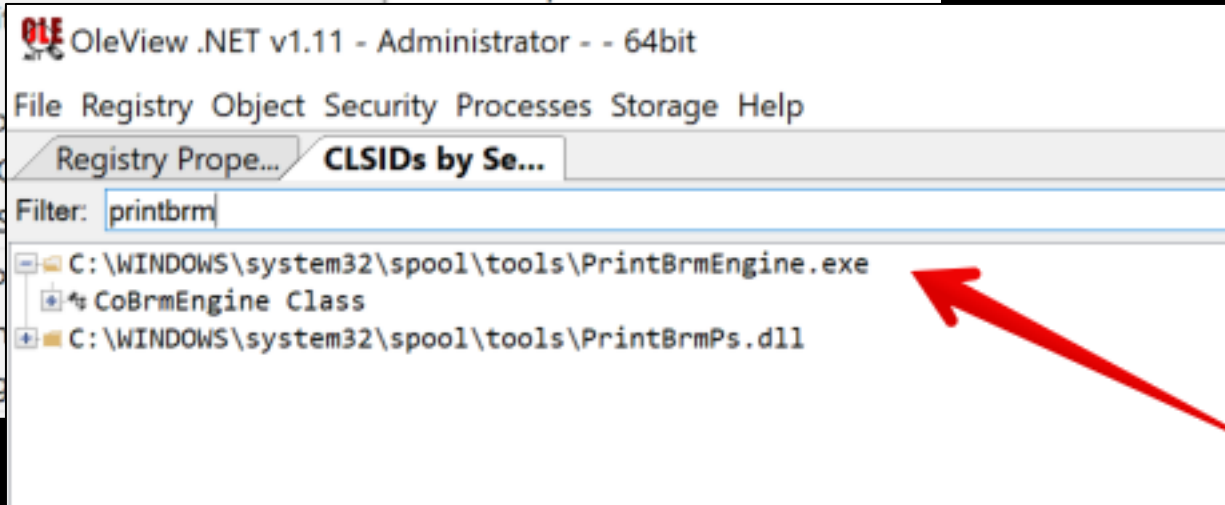 OleView .NET v1.11 - Administrator - - 64bit
File Registry Object Security Processes Storage Help
Registry Prope... CLSIDs by Se...
Filter: printbrm
C:\WINDOWS\system32\spool\tools\PrintBrmEngine.exe
CoBrmEngine Class
C:\WINDOWS\system32\spool\tools\PrintBrmPs.dll